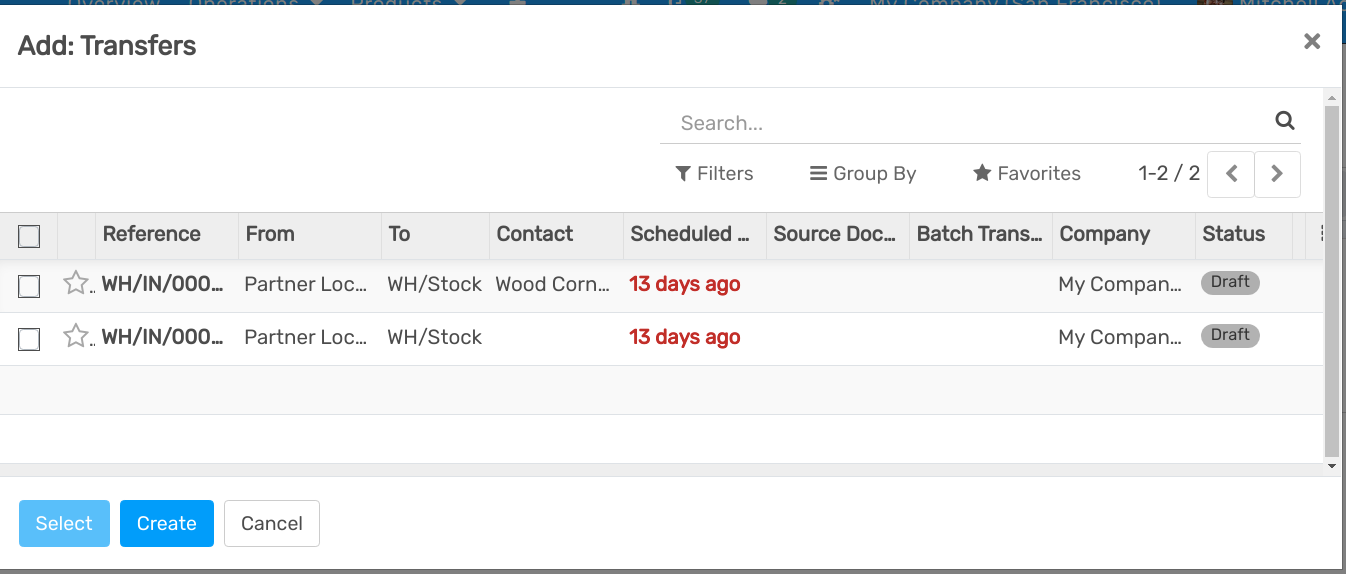 Add: Transfers
Search...
Filters Group By Favorites 1-2 / 2
Reference From To Contact Scheduled ... Source Doc... Batch Trans... Company Status
WH/IN/000... Partner Loc... WH/Stock Wood Corn... 13 days ago My Compan... Draft
WH/IN/000... Partner Loc... WH/Stock 13 days ago My Compan... Draft
Select Create Cancel